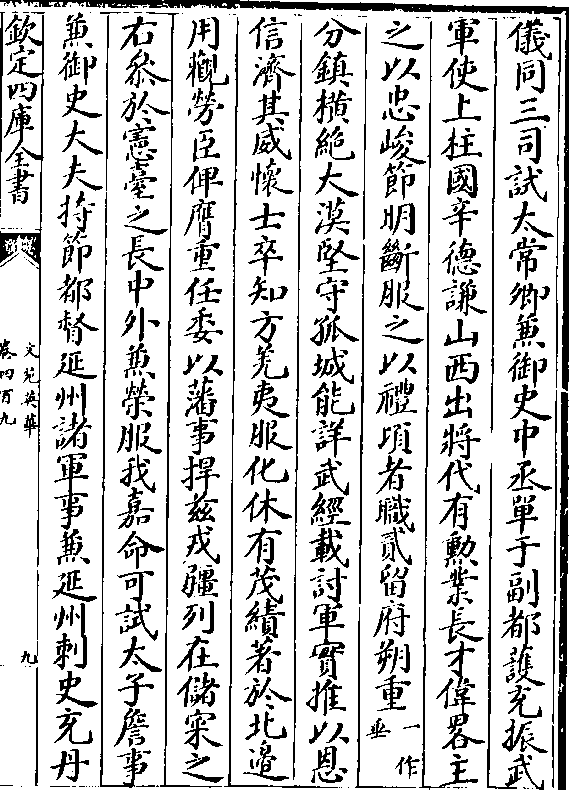 儀同三司試太常卿兼御史中丞單于副都護充振武
軍使上柱國辛德謙山西出將代有勲業長才偉畧主
之以忠峻節明斷服之以禮頃者職貳留府朔重一作垂
分鎮横絶大漠堅守孤城能詳武經載討軍實推以恩
信濟其威懷士卒知方羌夷服化休有茂績著於北邉
用觀勞臣俾膺重任委以藩事捍兹戎疆列在儲寀之
右叅於憲臺之長中外兼榮服我嘉命可試太子詹事
兼御史大夫持節都督延州諸軍事兼延州刺史充丹
欽定四庫全書
文苑英華
卷四百九
九